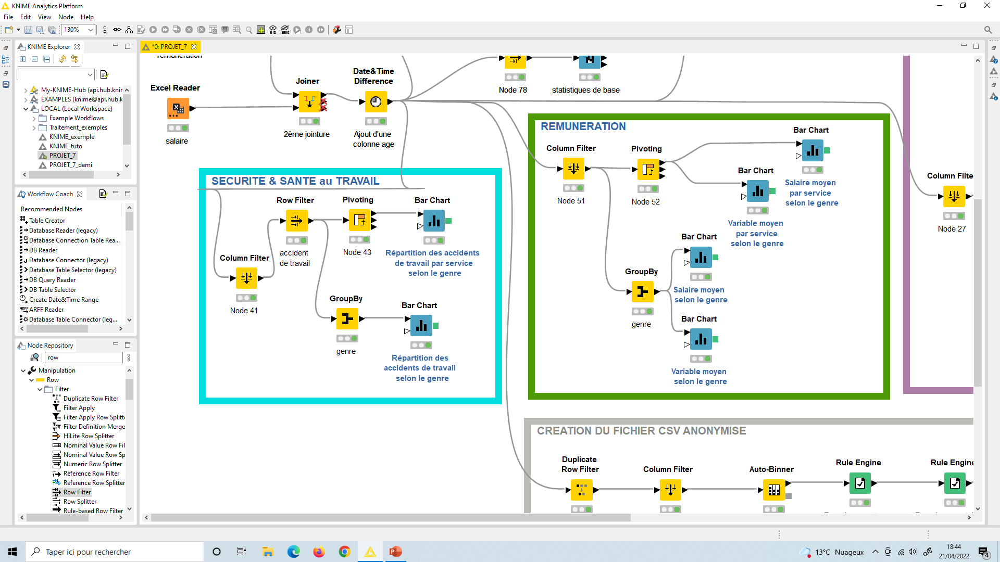 KNIME Analytics Platform
File Edit View Node Help
130%
#ID
NAME
KNIME Explorer
My-KNIME-Hub (api.hub.knir
EXAMPLES (knime@api.hub.k
LOCAL (Local Workspace)
Example Workflows
Traitement_exemples
KNIME_exemple
KNIME_tuto
PROJET_7
PROJET_7_demi
Workflow Coach
Recommended Nodes
Table Creator
Database Reader (legacy)
Database Connection Table Rea...
DB Reader
Database Connector (legacy)
Database Table Selector (legacy)
DB Query Reader
DB Table Selector
Create Date&Time Range
ARFF Reader
Database Table Connector (leg...
Node Repository
row
Manipulation
Row
Filter
Duplicate Row Filter
Filter Apply
Filter Apply Row Splitt
Filter Definition Merge
HiLite Row Splitter
Nominal Value Row Fil
Nominal Value Row Sp
Numeric Row Splitter
Reference Row Filter
Reference Row Splitter
Row Filter
Row Splitter
Rule-based Row Filter
*0: PROJET_7
remuneration
Excel Reader
salaire
Joiner
2ème jointure
Date&Time
Difference
Ajout d'une
colonne age
Node 78
statistiques de base
SECURITE & SANTE au TRAVAIL
Column Filter
Node 41
Row Filter
accident
de travail
Pivoting
Node 43
Bar Chart
Répartition des accidents
de travail par service
selon le genre
GroupBy
genre
Bar Chart
Répartition des
accidents de travail
selon le genre
REMUNERATION
Column Filter
Node 51
Pivoting
Node 52
Bar Chart
Salaire moyen
par service
selon le genre
Bar Chart
Variable moyen
par service
selon le genre
GroupBy
genre
Bar Chart
Salaire moyen
selon le genre
Bar Chart
Variable moyen
selon le genre
Column Filte
Node 27
CREATION DU FICHIER CSV ANONYMISE
Duplicate
Row Filter
Column Filter
Auto-Binner
Rule Engine
Rule Engine
Taper ici pour rechercher
13°C Nuageux
18:44
21/04/2022
4